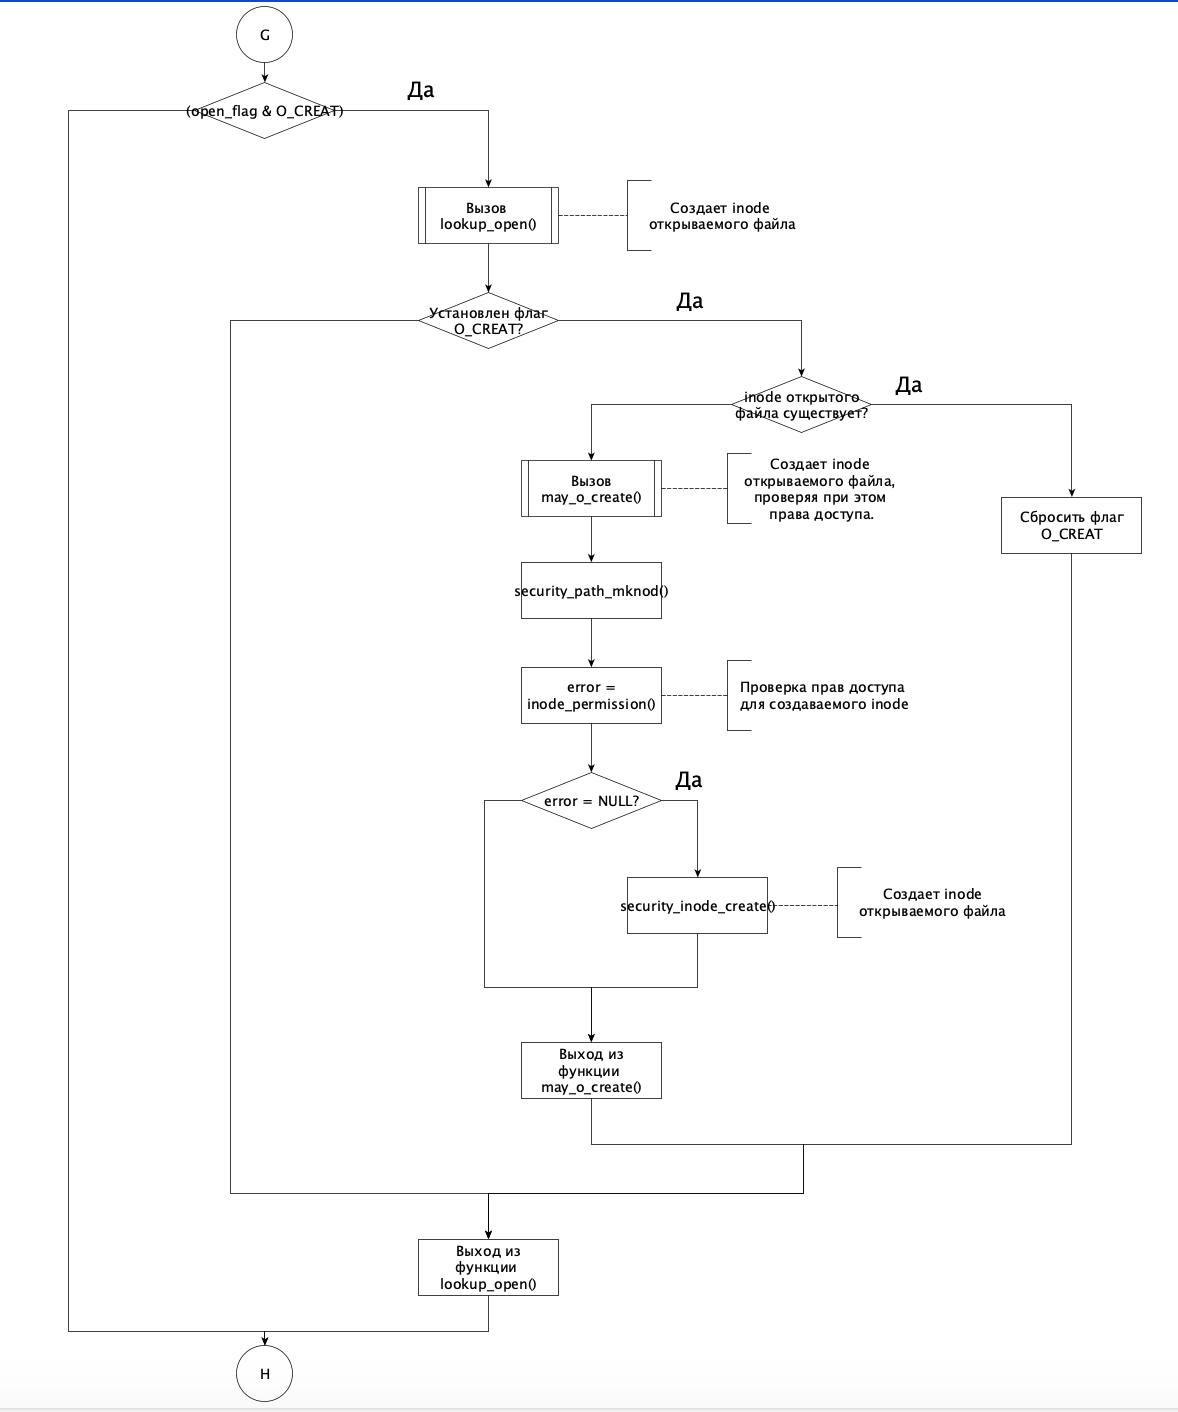 G
Да
(open_flag & O_CREAT)
Вызов
lookup_open()
Создает inode
открываемого файла
Да
Установлен флаг
O_CREAT?
Да
inode открытого
файла существует?
Вызов
may_o_create()
Создает inode
открываемого файла,
проверяя при этом
права доступа.
Сбросить флаг
O_CREAT
security_path_mknod()
error =
inode_permission()
Проверка прав доступа
для создаваемого inode
Да
error = NULL?
security_inode_create()
Создает inode
открываемого файла
Выход из
функции
may_o_create()
Выход из
функции
lookup_open()
H